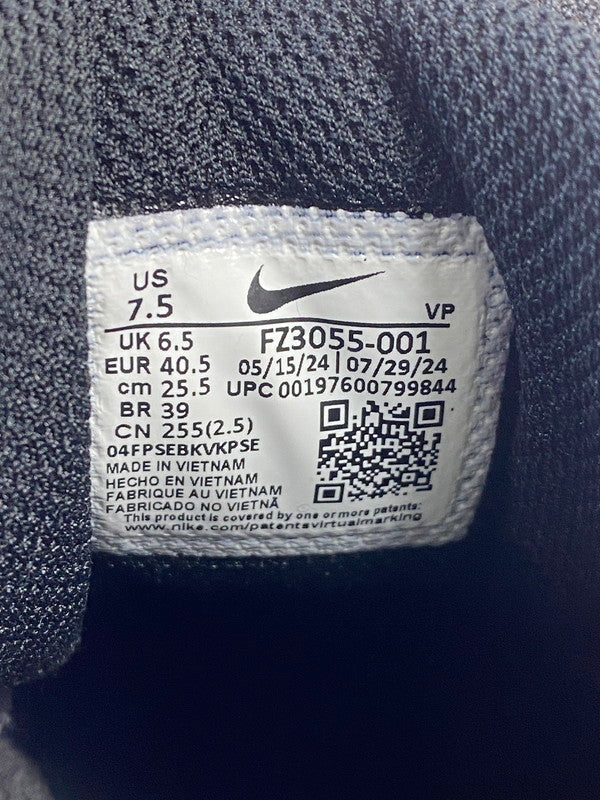 US
7.5
VP
UK 6.5
FZ3055-001
EUR 40.5
05/15/24 | 07/29/24
cm 25.5
UPC 00197600799844
BR 39
CN 255(2.5)
04FPSEBKVKPSE
MADE IN VIETNAM
HECHO EN VIETNAM
FABRIQUE AU VIETNAM
FABRICADO NO VIETNÃ
This product is covered by one or more patents:
www.nike.com/patentsvirtualmarking